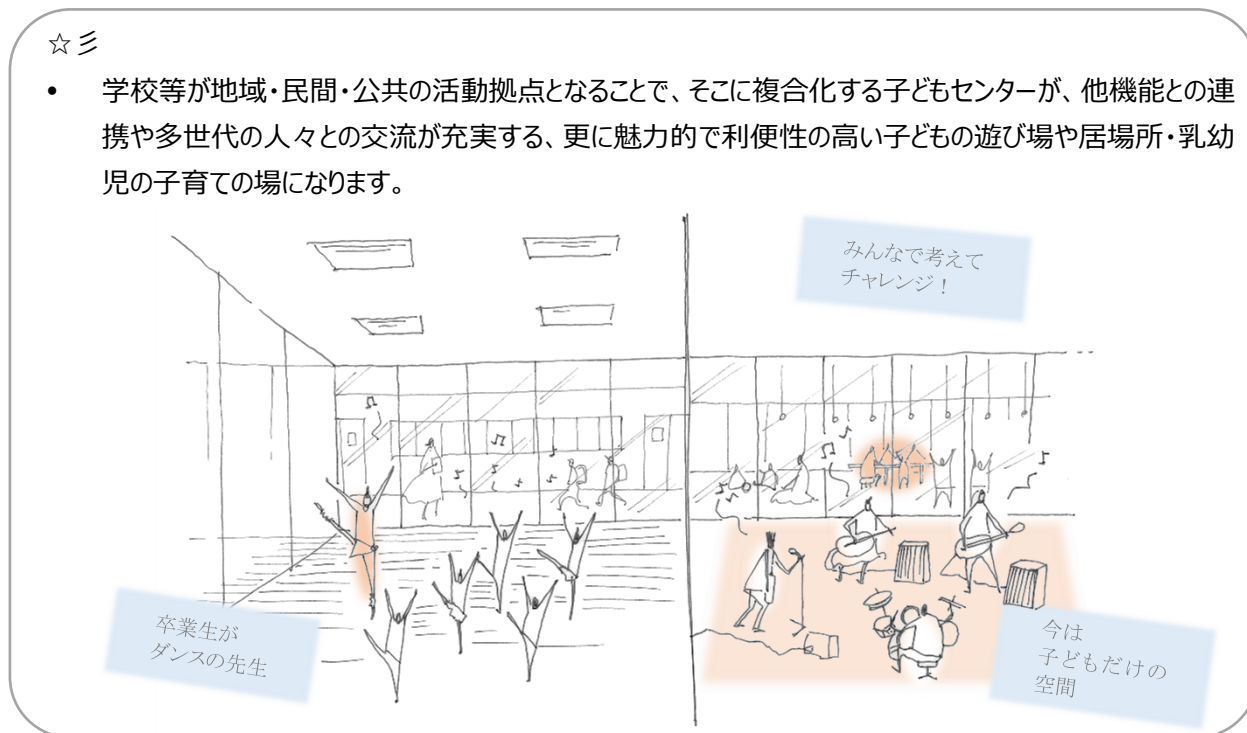 ☆彡
• 学校等が地域・民間・公共の活動拠点となることで、そこに複合化する子どもセンターが、他機能との連
携や多世代の人々との交流が充実する、更に魅力的で利便性の高い子どもの遊び場や居場所・乳幼
児の子育ての場になります。
みんなで考えて
チャレンジ！
卒業生が
ダンスの先生
今は
子どもだけの
空間